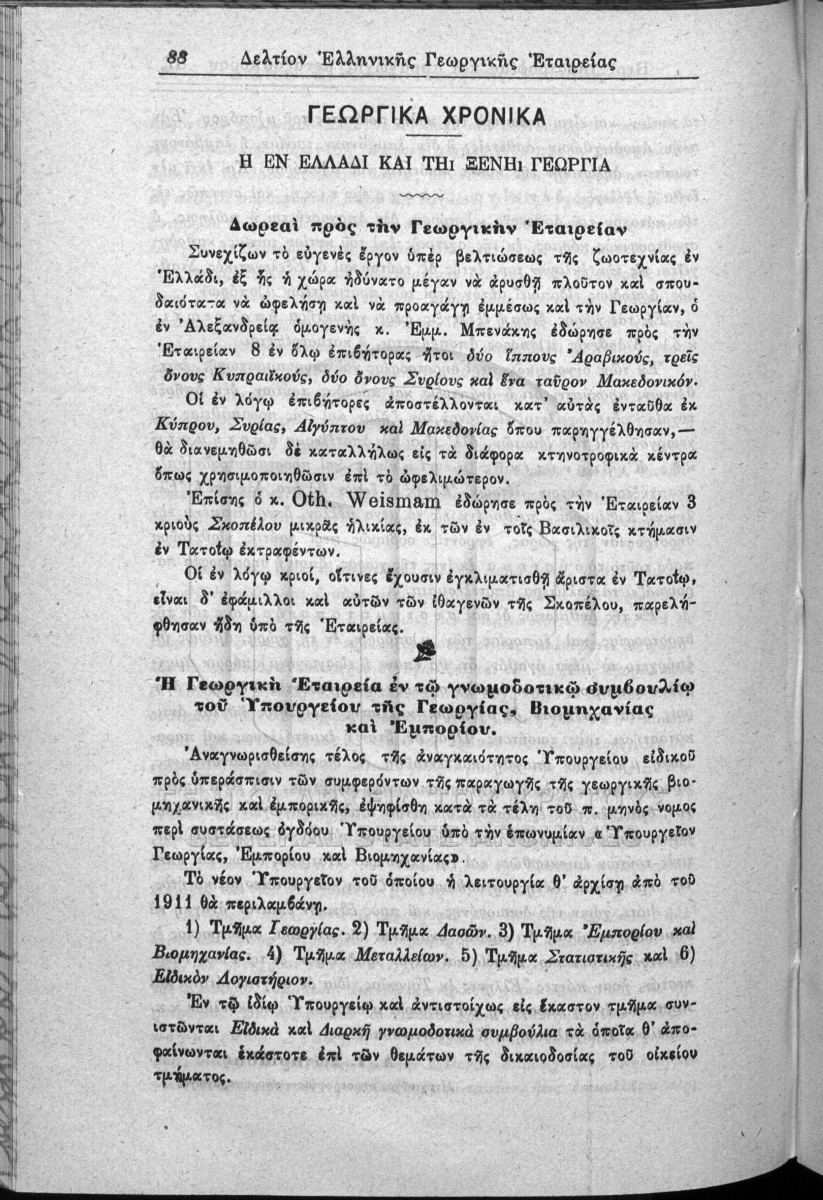 88 Δελτίον Ἑλληνικῆς Γεωργικῆς Ἑταιρείας
ΓΕΩΡΓΙΚΑ ΧΡΟΝΙΚΑ
Η ΕΝ ΕΛΛΑΔΙ ΚΑΙ ΤΗι ΞΕΝΗι ΓΕΩΡΓΙΑ
Δωρεαὶ πρὸς τὴν Γεωργικὴν Ἑταιρείαν
Συνεχίζων τὸ εὐγενὲς ἔργον ὑπὲρ βελτιώσεως τῆς ζωοτεχνίας ἐν
Ἑλλάδι, ἐξ ἧς ἡ χώρα ἠδύνατο μέγαν νὰ ἀρυσθῇ πλοῦτον καὶ σπου-
δαιότατα νὰ ὠφελήσῃ καὶ νὰ προαγάγῃ ἐμμέσως καὶ τὴν Γεωργίαν, ὁ
ἐν Ἀλεξανδρείᾳ ὁμογενὴς κ. Ἐμμ. Μπενάκης ἐδώρησε πρὸς τὴν
Ἑταιρείαν 8 ἐν ὅλῳ ἐπιβήτορας ἤτοι δύο ἵππους Ἀραβικούς, τρεῖς
ὄνους Κυπραιϊκούς, δύο ὄνους Συρίους καὶ ἕνα ταῦρον Μακεδονικόν.
Οἱ ἐν λόγῳ ἐπιβήτορες ἀποστέλλονται κατ' αὐτὰς ἐνταῦθα ἐκ
Κύπρου, Συρίας, Αἰγύπτου καὶ Μακεδονίας ὅπου παρηγγέλθησαν,—
θὰ διανεμηθῶσι δὲ καταλλήλως εἰς τὰ διάφορα κτηνοτροφικὰ κέντρα
ὅπως χρησιμοποιηθῶσιν ἐπὶ τὸ ὠφελιμώτερον.
Ἐπίσης ὁ κ. Oth. Weismam ἐδώρησε πρὸς τὴν Ἑταιρείαν 3
κριοὺς Σκοπέλου μικρᾶς ἡλικίας, ἐκ τῶν ἐν τοῖς Βασιλικοῖς κτήμασιν
ἐν Τατοΐῳ ἐκτραφέντων.
Οἱ ἐν λόγῳ κριοί, οἵτινες ἔχουσιν ἐγκλιματισθῆ ἄριστα ἐν Τατοΐῳ,
εἶναι δ' ἐφάμιλλοι καὶ αὐτῶν τῶν ἰθαγενῶν τῆς Σκοπέλου, παρελή-
φθησαν ἤδη ὑπὸ τῆς Ἑταιρείας.
Ἡ Γεωργικὴ Ἑταιρεία ἐν τῷ γνωμοδοτικῷ συμβουλίῳ
τοῦ Ὑπουργείου τῆς Γεωργίας, Βιομηχανίας
καὶ Ἐμπορίου.
Ἀναγνωρισθείσης τέλος τῆς ἀναγκαιότητος Ὑπουργείου εἰδικοῦ
πρὸς ὑπεράσπισιν τῶν συμφερόντων τῆς παραγωγῆς τῆς γεωργικῆς βιο-
μηχανικῆς καὶ ἐμπορικῆς, ἐψηφίσθη κατὰ τὰ τέλη τοῦ π. μηνὸς νομος
περὶ συστάσεως ὀγδόου Ὑπουργείου ὑπὸ τὴν ἐπωνυμίαν «Ὑπουργεῖον
Γεωργίας, Ἐμπορίου καὶ Βιομηχανίας».
Τὸ νέον Ὑπουργεῖον τοῦ ὁποίου ἡ λειτουργία θ' ἀρχίσῃ ἀπὸ τοῦ
1911 θὰ περιλαμβάνῃ.
1) Τμῆμα Γεωργίας. 2) Τμῆμα Δασῶν. 3) Τμῆμα Ἐμπορίου καὶ
Βιομηχανίας. 4) Τμῆμα Μεταλλείων. 5) Τμῆμα Στατιστικῆς καὶ 6)
Εἰδικὸν Λογιστήριον.
Ἐν τῷ ἰδίῳ Ὑπουργείῳ καὶ ἀντιστοίχως εἰς ἕκαστον τμῆμα συν-
ιστῶνται Εἰδικὰ καὶ Διαρκῆ γνωμοδοτικὰ συμβούλια τὰ ὁποῖα θ' ἀπο-
φαίνωνται ἑκάστοτε ἐπὶ τῶν θεμάτων τῆς δικαιοδοσίας τοῦ οἰκείου
τμήματος.